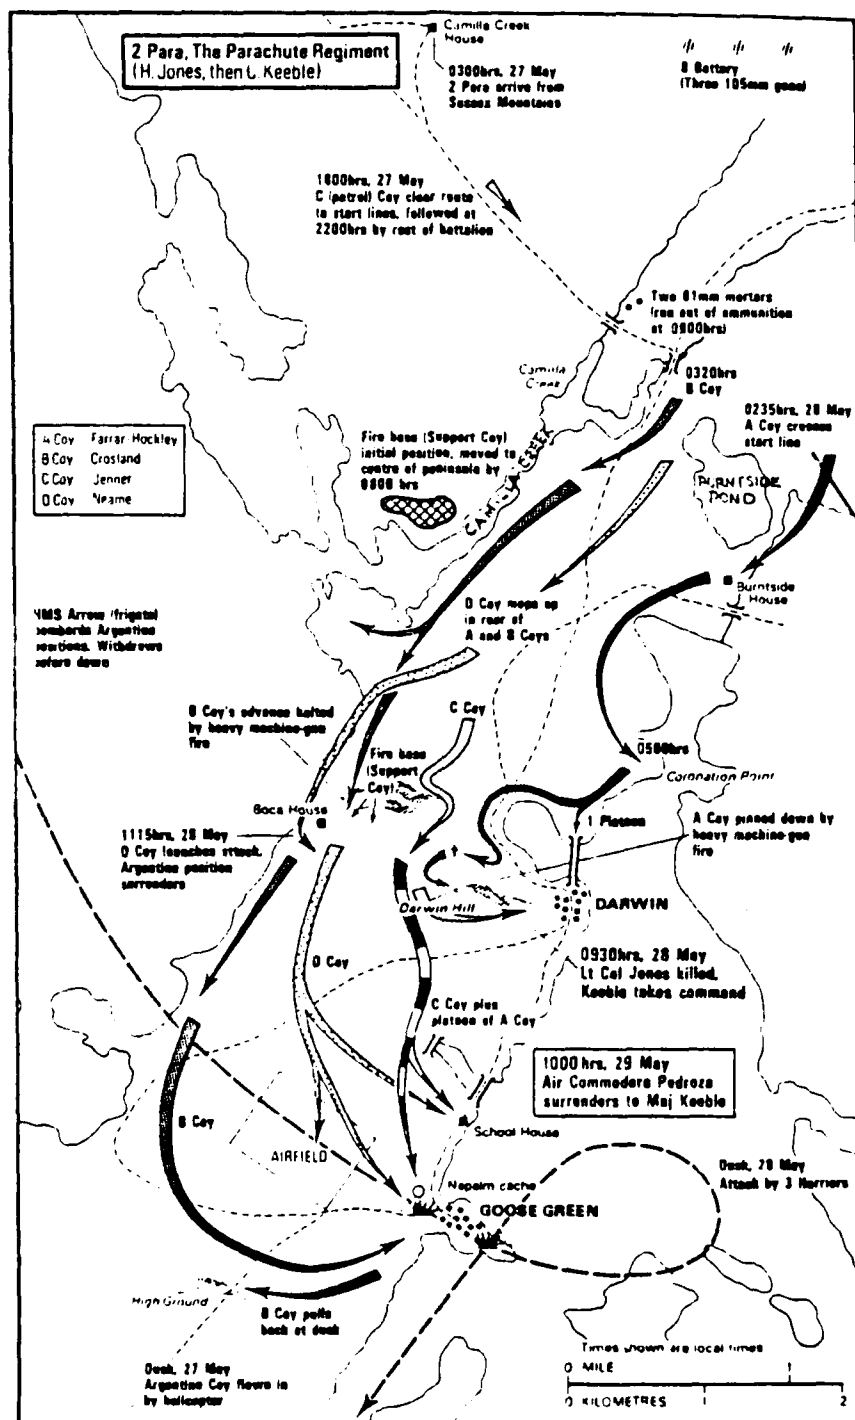 Camilla Creek
House
2 Para, The Parachute Regiment
(H. Jones, then C. Keeble)
0300hrs, 27 May
2 Para arrive from
Sussex Mountains
8 Battery
(Three 105mm guns)
1800hrs, 27 May
C (patrol) Coy clear route
to start lines, followed at
2200hrs by rest of battalion
Two 81mm mortars
(run out of ammunition
at 0900hrs)
Camilla
Creek
0320hrs
B Coy
0235hrs, 28 May
A Coy crosses
start line
A Coy Farrar-Hockley
B Coy Crosland
C Coy Jenner
D Coy Neame
Fire base (Support Coy)
initial position, moved to
centre of peninsula by
0800 hrs
CAMILLA CREEK
BURNTSIDE
POND
Burntside
House
HMS Arrow (frigate)
bombards Argentine
positions. Withdraws
before dawn
D Coy mops up
in rear of
A and B Coys
B Coy's advance halted
by heavy machine-gun
fire
C Coy
Fire base
(Support
Coy)
0500hrs
Coronation Point
Boca House
1 Platoon
A Coy pinned down by
heavy machine-gun
fire
1115hrs, 28 May
D Coy launches attack.
Argentine position
surrenders
Darwin Hill
DARWIN
D Coy
0930hrs, 28 May
Lt Col Jones killed,
Keeble takes command
C Coy plus
platoon of A Coy
1000 hrs, 29 May
Air Commodore Pedroza
surrenders to Maj Keeble
B Coy
School House
AIRFIELD
Napalm cache
GOOSE GREEN
Dusk, 28 May
Attack by 3 Harriers
High Ground
B Coy pulls
back at dusk
Dusk, 27 May
Argentine Coy flown in
by helicopter
Times shown are local times
0 MILE 1
0 KILOMETRES 1 2